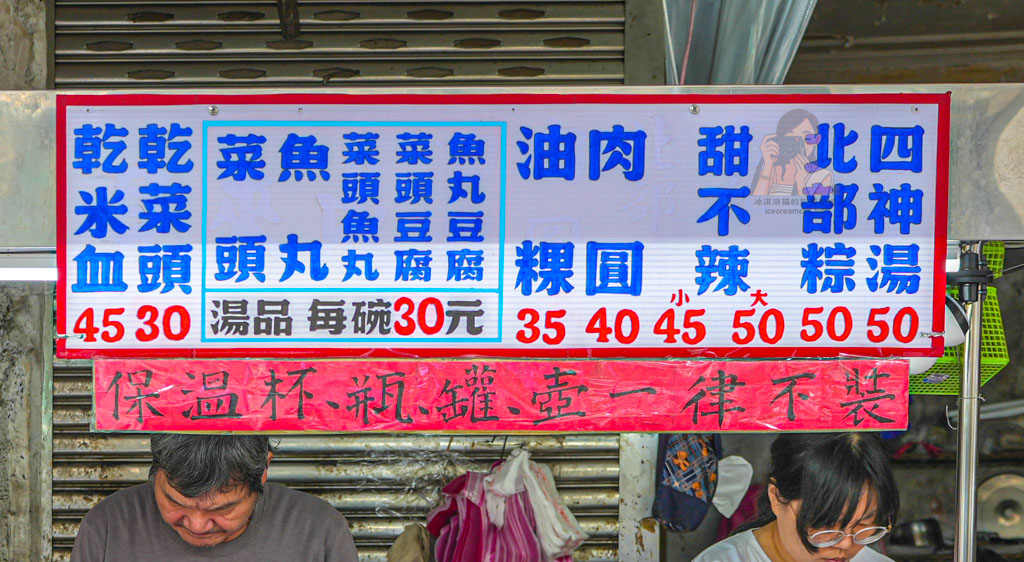 四神湯 50
北部粽 50
甜不辣 小45 大50
肉圓 40
油粿 35
魚丸豆腐
菜頭豆腐
菜頭魚丸
魚丸
菜頭
湯品 每碗30元
乾菜頭 30
乾米血 45
保溫杯、瓶、罐、壺一律不裝
icecream